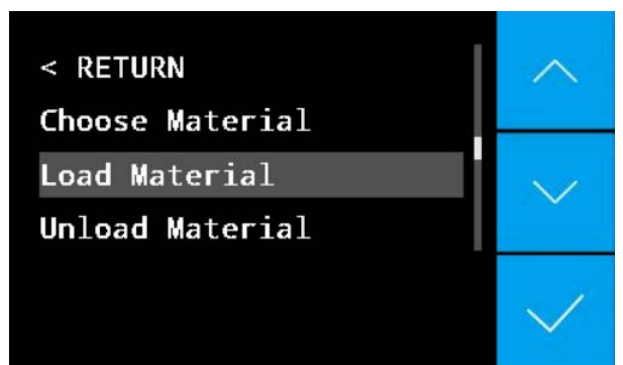 < RETURN
Choose Material
Load Material
Unload Material